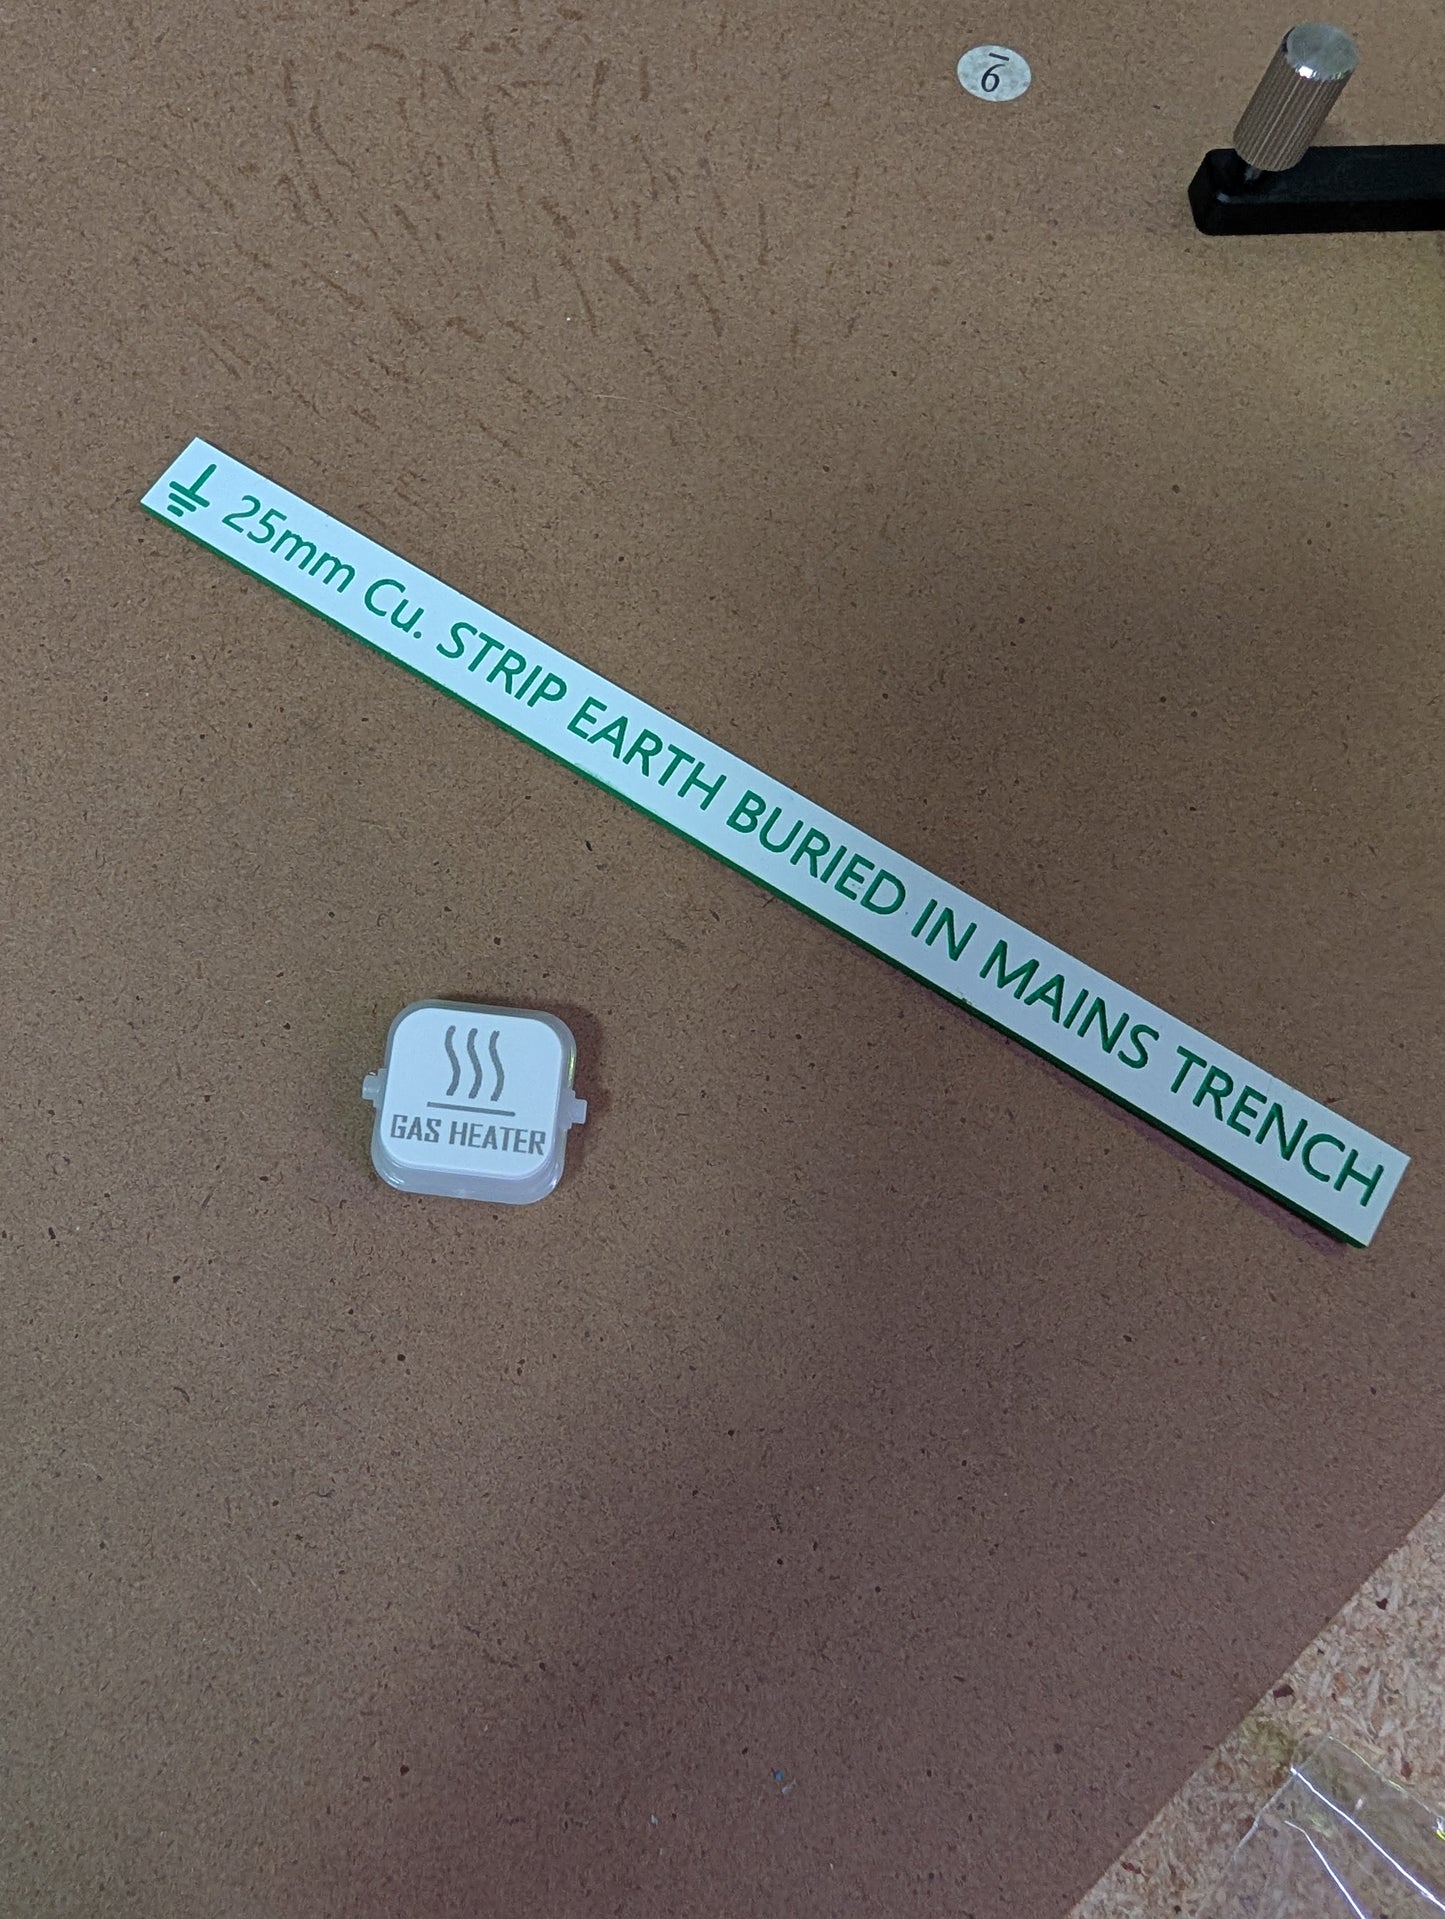 6
25mm Cu. STRIP EARTH BURIED IN MAINS TRENCH
GAS HEATER